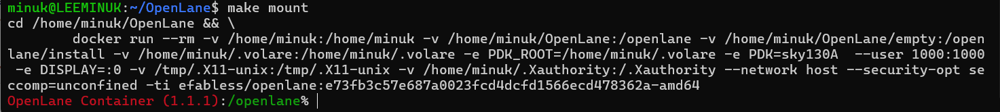 minuk@LEEMINUK:~/OpenLane$ make mount
cd /home/minuk/OpenLane && \
        docker run --rm -v /home/minuk:/home/minuk -v /home/minuk/OpenLane:/openlane -v /home/minuk/OpenLane/empty:/open
lane/install -v /home/minuk/.volare:/home/minuk/.volare -e PDK_ROOT=/home/minuk/.volare -e PDK=sky130A  --user 1000:1000
 -e DISPLAY=:0 -v /tmp/.X11-unix:/tmp/.X11-unix -v /home/minuk/.Xauthority:/.Xauthority --network host --security-opt se
ccomp=unconfined -ti efabless/openlane:e73fb3c57e687a0023fcd4dcfd1566ecd478362a-amd64
OpenLane Container (1.1.1):/openlane%